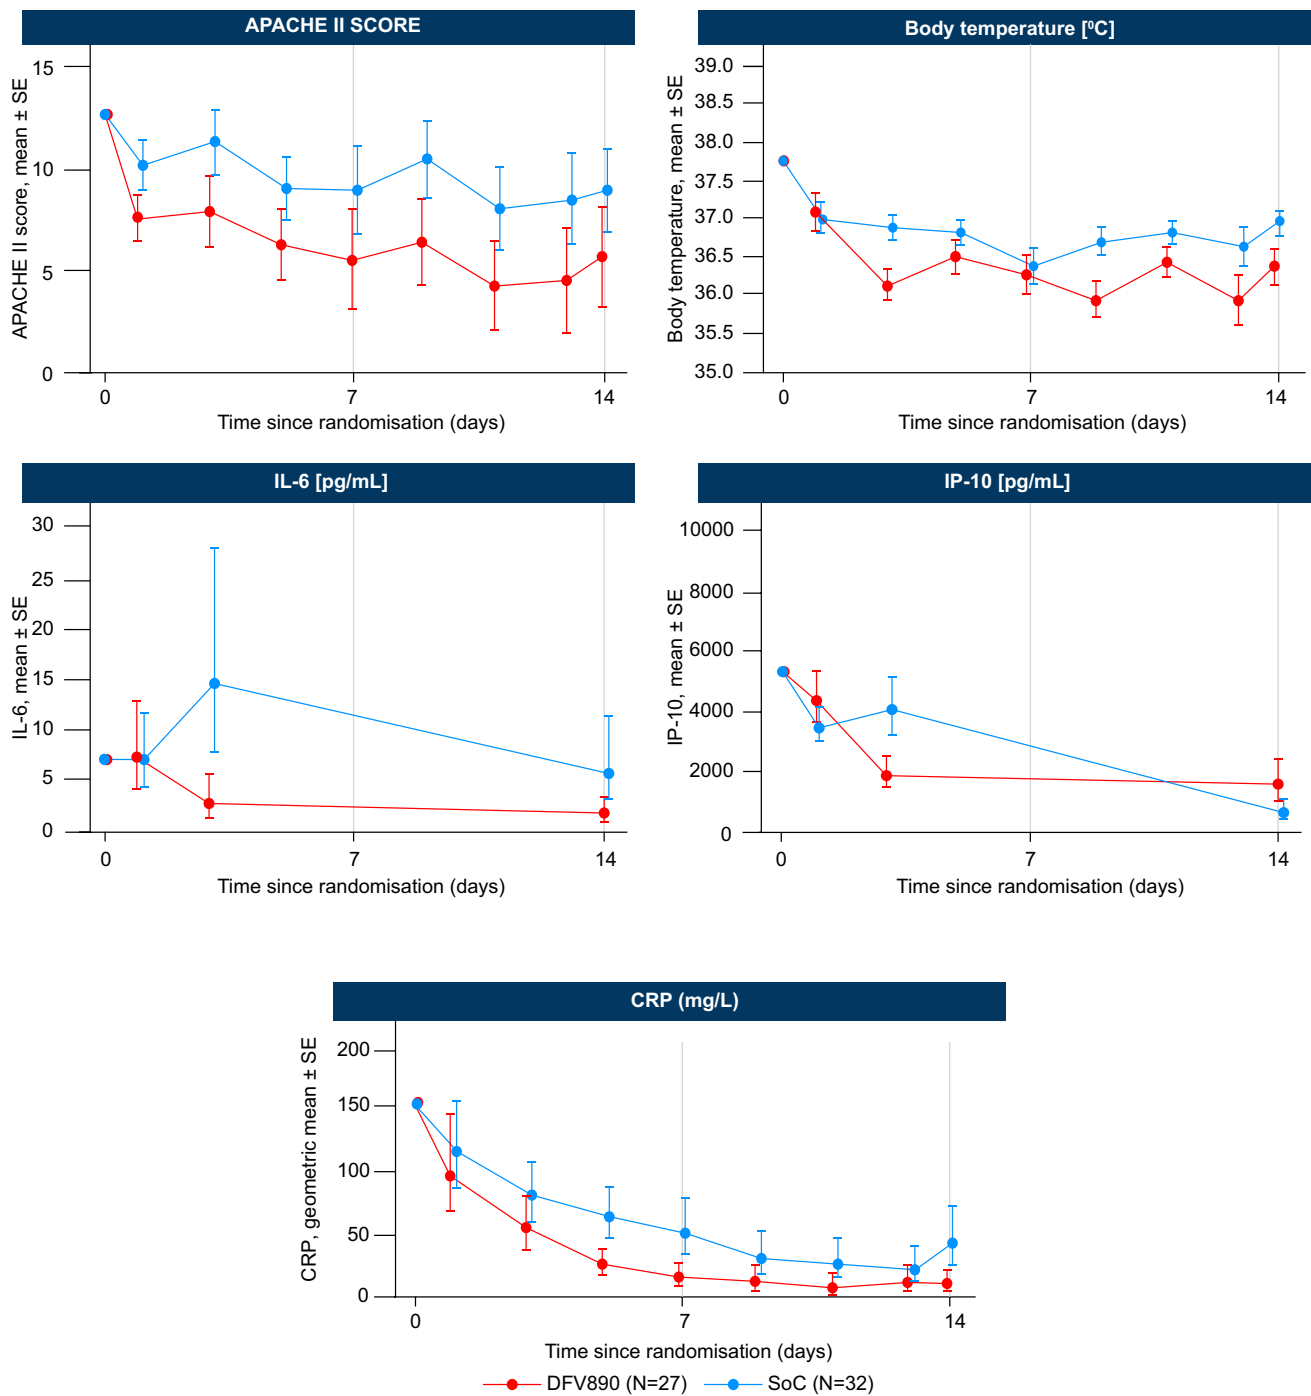 APACHE II SCORE
APACHE II score, mean ± SE
15
10
5
0
0 7 14
Time since randomisation (days)
Body temperature [⁰C]
Body temperature, mean ± SE
39.0
38.5
38.0
37.5
37.0
36.5
36.0
35.5
35.0
0 7 14
Time since randomisation (days)
IL-6 [pg/mL]
IL-6, mean ± SE
30
25
20
15
10
5
0
0 7 14
Time since randomisation (days)
IP-10 [pg/mL]
IP-10, mean ± SE
10000
8000
6000
4000
2000
0
0 7 14
Time since randomisation (days)
CRP (mg/L)
CRP, geometric mean ± SE
200
150
100
50
0
0 7 14
Time since randomisation (days)
DFV890 (N=27) SoC (N=32)